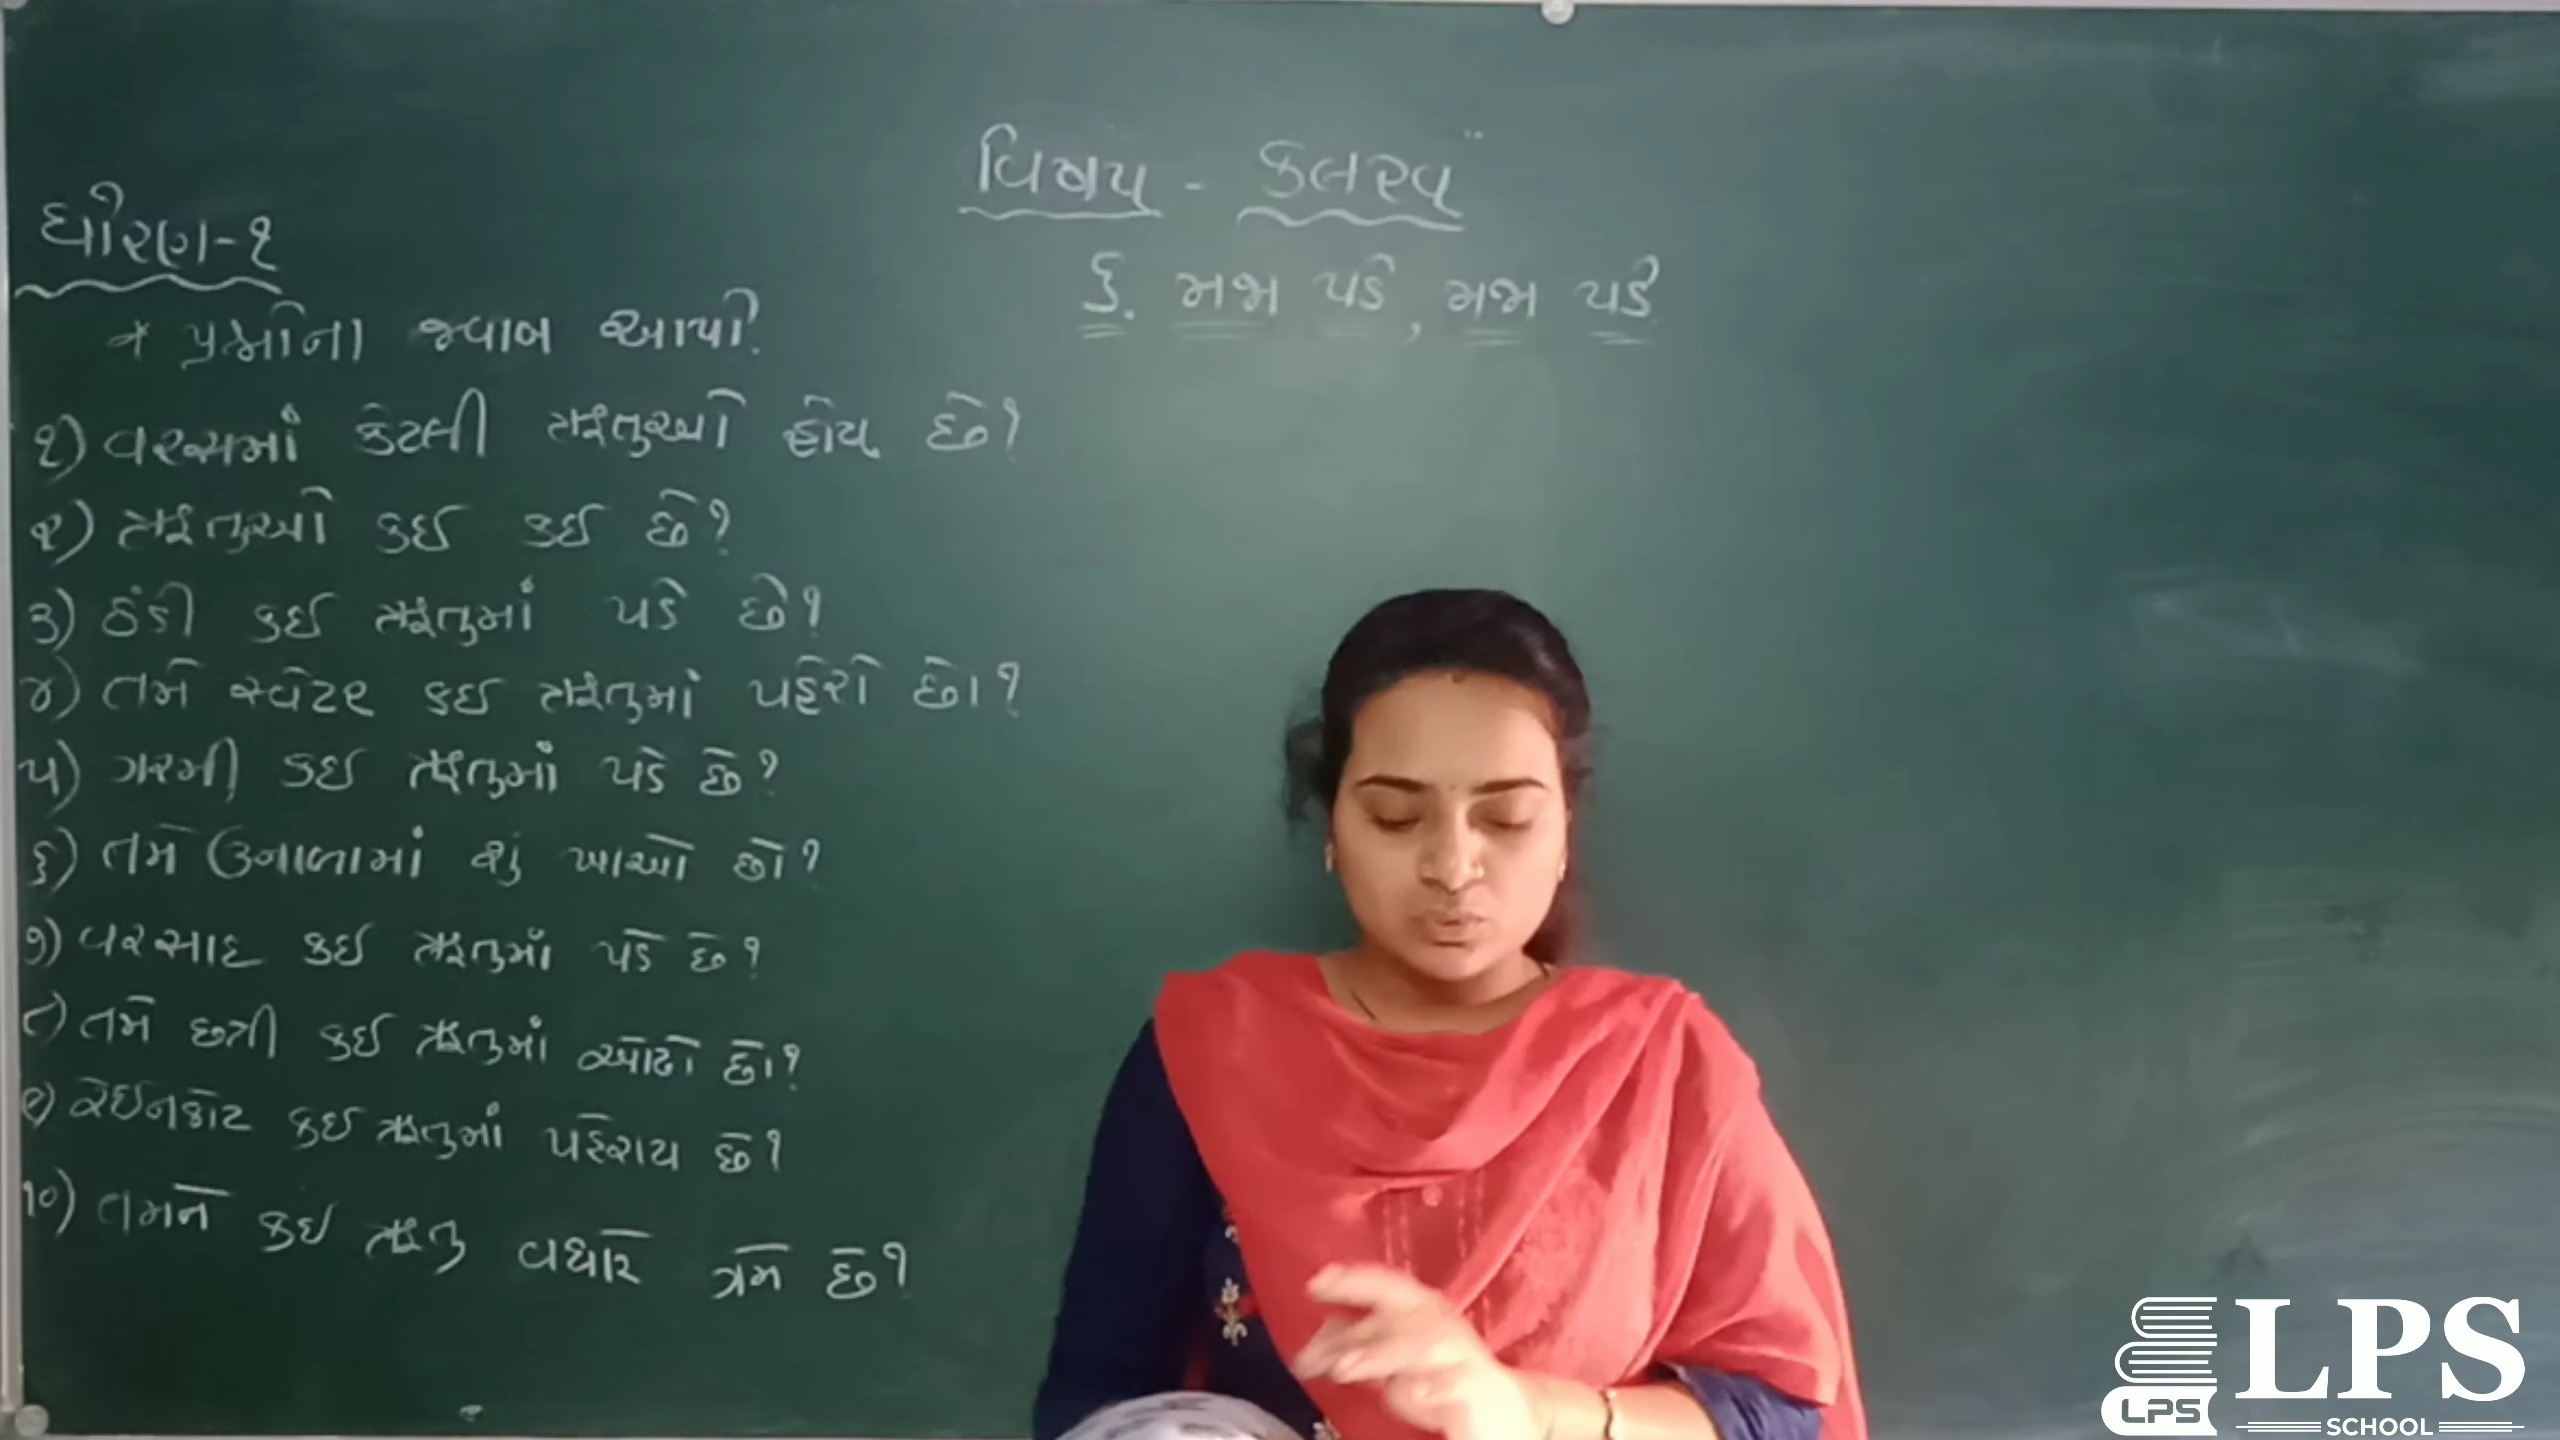 વિષય - કલરવ
ધોરણ-૧
૬. મજા પડે, મજા પડે
* પ્રશ્નોના જવાબ આપો.
૧) વરસમાં કેટલી ઋતુઓ હોય છે?
૨) ઋતુઓ કઈ કઈ છે?
૩) ઠંડી કઈ ઋતુમાં પડે છે?
૪) તમે સ્વેટર કઈ ઋતુમાં પહેરો છો?
૫) ગરમી કઈ ઋતુમાં પડે છે?
૬) તમે ઉનાળામાં શું ખાઓ છો?
૭) વરસાદ કઈ ઋતુમાં પડે છે?
૮) તમે છત્રી કઈ ઋતુમાં ઓઢો છો?
૯) રેઈનકોટ કઈ ઋતુમાં પહેરાય છે?
૧૦) તમને કઈ ઋતુ વધારે ગમે છે?
LPS
LPS
SCHOOL